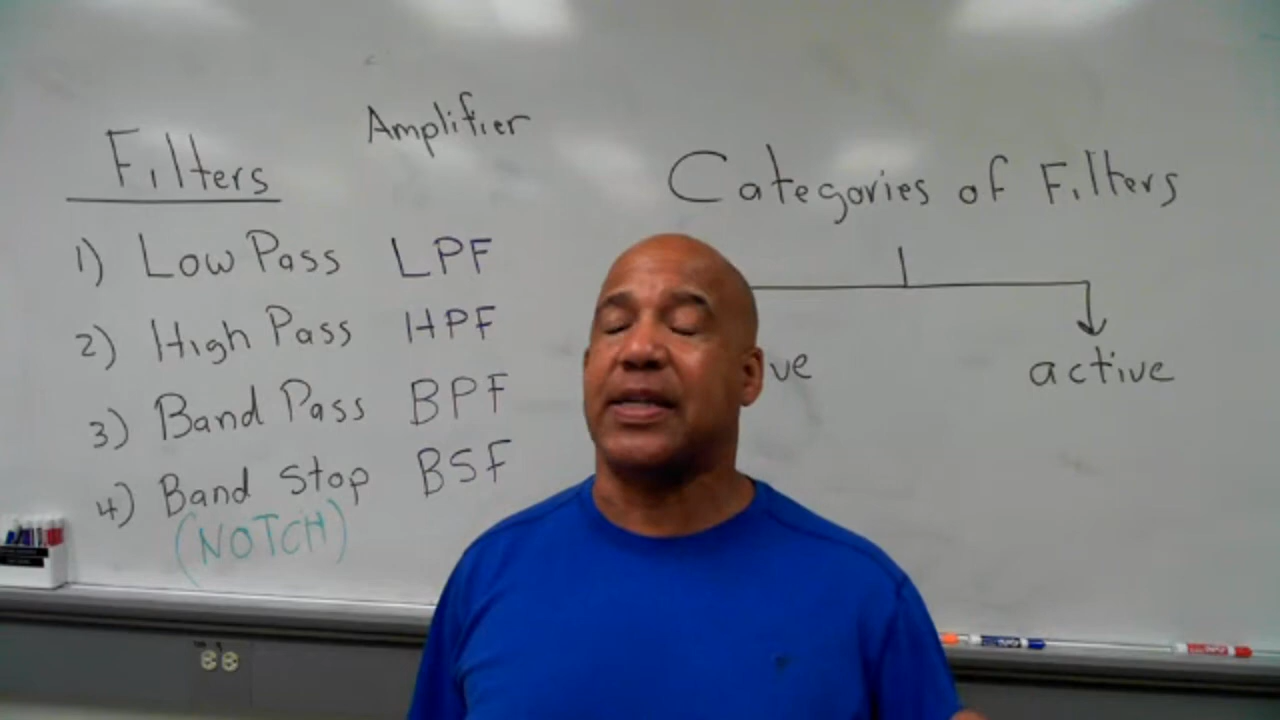 Amplifier
Filters
1) Low Pass LPF
2) High Pass HPF
3) Band Pass BPF
4) Band Stop BSF
(NOTCH)
Categories of Filters
ve
active